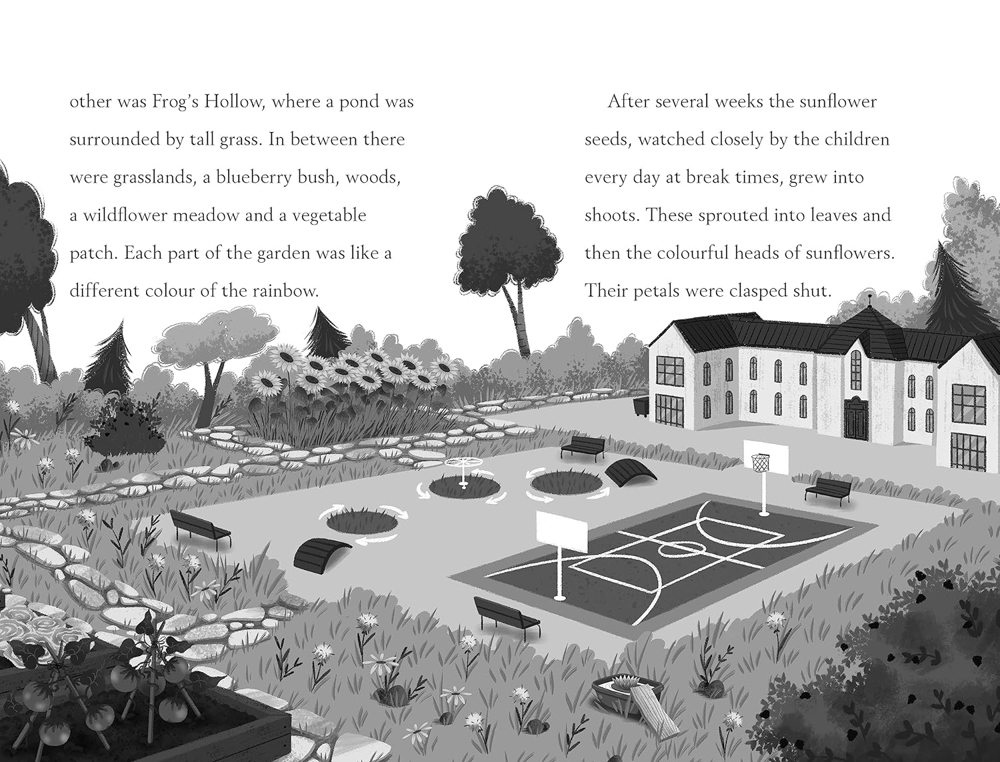 other was Frog’s Hollow, where a pond was
surrounded by tall grass. In between there
were grasslands, a blueberry bush, woods,
a wildflower meadow and a vegetable
patch. Each part of the garden was like a
different colour of the rainbow.
After several weeks the sunflower
seeds, watched closely by the children
every day at break times, grew into
shoots. These sprouted into leaves and
then the colourful heads of sunflowers.
Their petals were clasped shut.